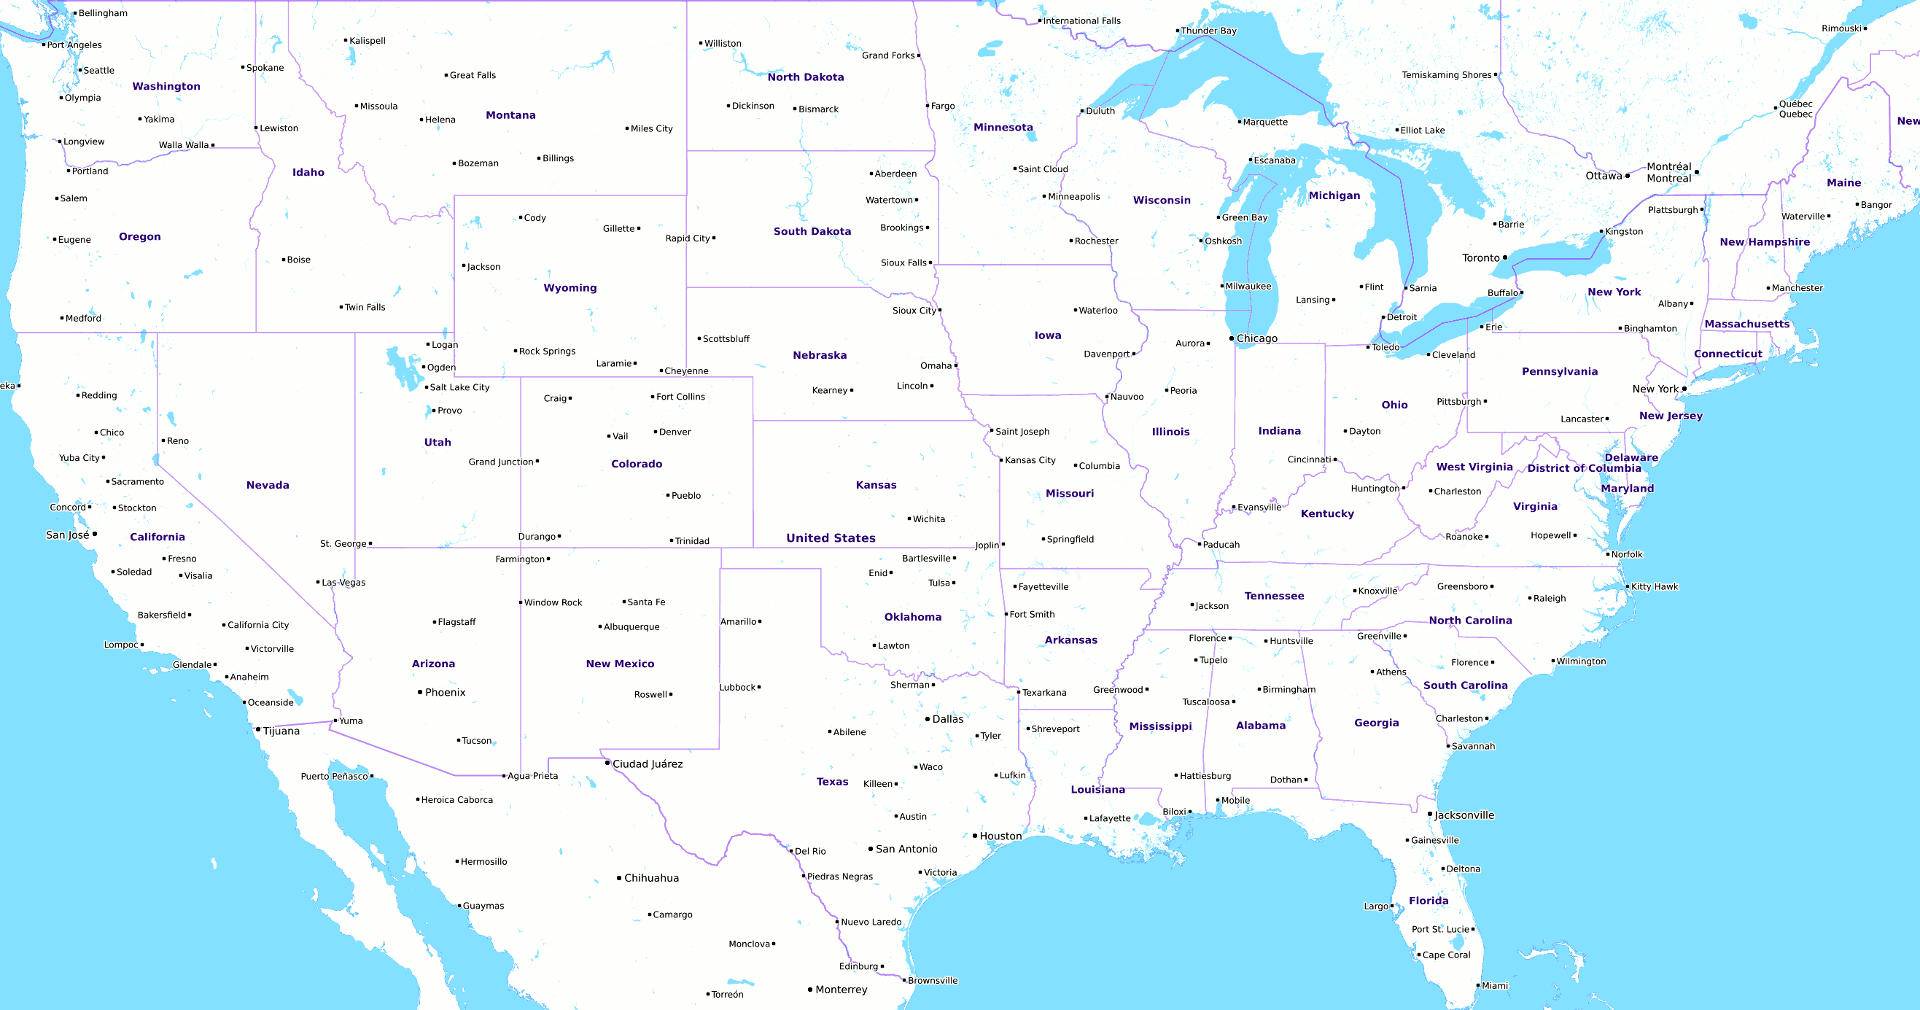 Bellingham
International Falls
Rimouski
Thunder Bay
Port Angeles
Kalispell
Williston
Grand Forks
Seattle
Spokane
Great Falls
North Dakota
Temiskaming Shores
Washington
Olympia
Missoula
Dickinson
Bismarck
Fargo
Duluth
Québec
Quebec
Yakima
Helena
Montana
Miles City
Minnesota
Marquette
Elliot Lake
New
Lewiston
Longview
Walla Walla
Bozeman
Billings
Escanaba
Portland
Idaho
Aberdeen
Saint Cloud
Montréal
Montreal
Ottawa
Maine
Salem
Watertown
Minneapolis
Wisconsin
Michigan
Plattsburgh
Waterville
Bangor
Cody
Gillette
Green Bay
Barrie
Kingston
Eugene
Oregon
Rapid City
South Dakota
Brookings
Rochester
Oshkosh
New Hampshire
Boise
Jackson
Sioux Falls
Toronto
Wyoming
Milwaukee
Lansing
Flint
Sarnia
Buffalo
New York
Manchester
Medford
Twin Falls
Sioux City
Waterloo
Detroit
Albany
Massachusetts
Logan
Rock Springs
Scottsbluff
Nebraska
Iowa
Aurora
Chicago
Toledo
Cleveland
Erie
Binghamton
Connecticut
Ogden
Laramie
Cheyenne
Omaha
Davenport
Pennsylvania
eka
Salt Lake City
Kearney
Lincoln
Peoria
New York
Redding
Provo
Craig
Fort Collins
Nauvoo
Ohio
Pittsburgh
Lancaster
New Jersey
Chico
Reno
Utah
Vail
Denver
Saint Joseph
Illinois
Indiana
Dayton
Yuba City
Grand Junction
Colorado
Kansas City
Columbia
Cincinnati
West Virginia
Delaware
District of Columbia
Sacramento
Nevada
Pueblo
Kansas
Missouri
Huntington
Charleston
Maryland
Concord
Stockton
Wichita
Evansville
Kentucky
Virginia
San José
California
St. George
Durango
Trinidad
United States
Joplin
Springfield
Paducah
Roanoke
Hopewell
Fresno
Farmington
Bartlesville
Norfolk
Soledad
Visalia
Las Vegas
Enid
Tulsa
Fayetteville
Greensboro
Kitty Hawk
Window Rock
Santa Fe
Jackson
Tennessee
Knoxville
Raleigh
Bakersfield
California City
Flagstaff
Albuquerque
Amarillo
Oklahoma
Fort Smith
North Carolina
Lompoc
Victorville
Lawton
Arkansas
Florence
Huntsville
Greenville
Glendale
Arizona
New Mexico
Tupelo
Florence
Wilmington
Anaheim
Phoenix
Roswell
Lubbock
Sherman
Texarkana
Greenwood
Birmingham
Athens
South Carolina
Oceanside
Tuscaloosa
Yuma
Tijuana
Dallas
Abilene
Tyler
Shreveport
Mississippi
Alabama
Georgia
Charleston
Tucson
Savannah
Puerto Peñasco
Agua Prieta
Ciudad Juárez
Texas
Waco
Killeen
Lufkin
Hattiesburg
Dothan
Heroica Caborca
Louisiana
Mobile
Austin
Lafayette
Biloxi
Jacksonville
Houston
Gainesville
Hermosillo
Del Rio
San Antonio
Chihuahua
Piedras Negras
Victoria
Deltona
Guaymas
Camargo
Nuevo Laredo
Largo
Florida
Monclova
Port St. Lucie
Edinburg
Cape Coral
Brownsville
Torreón
Monterrey
Miami